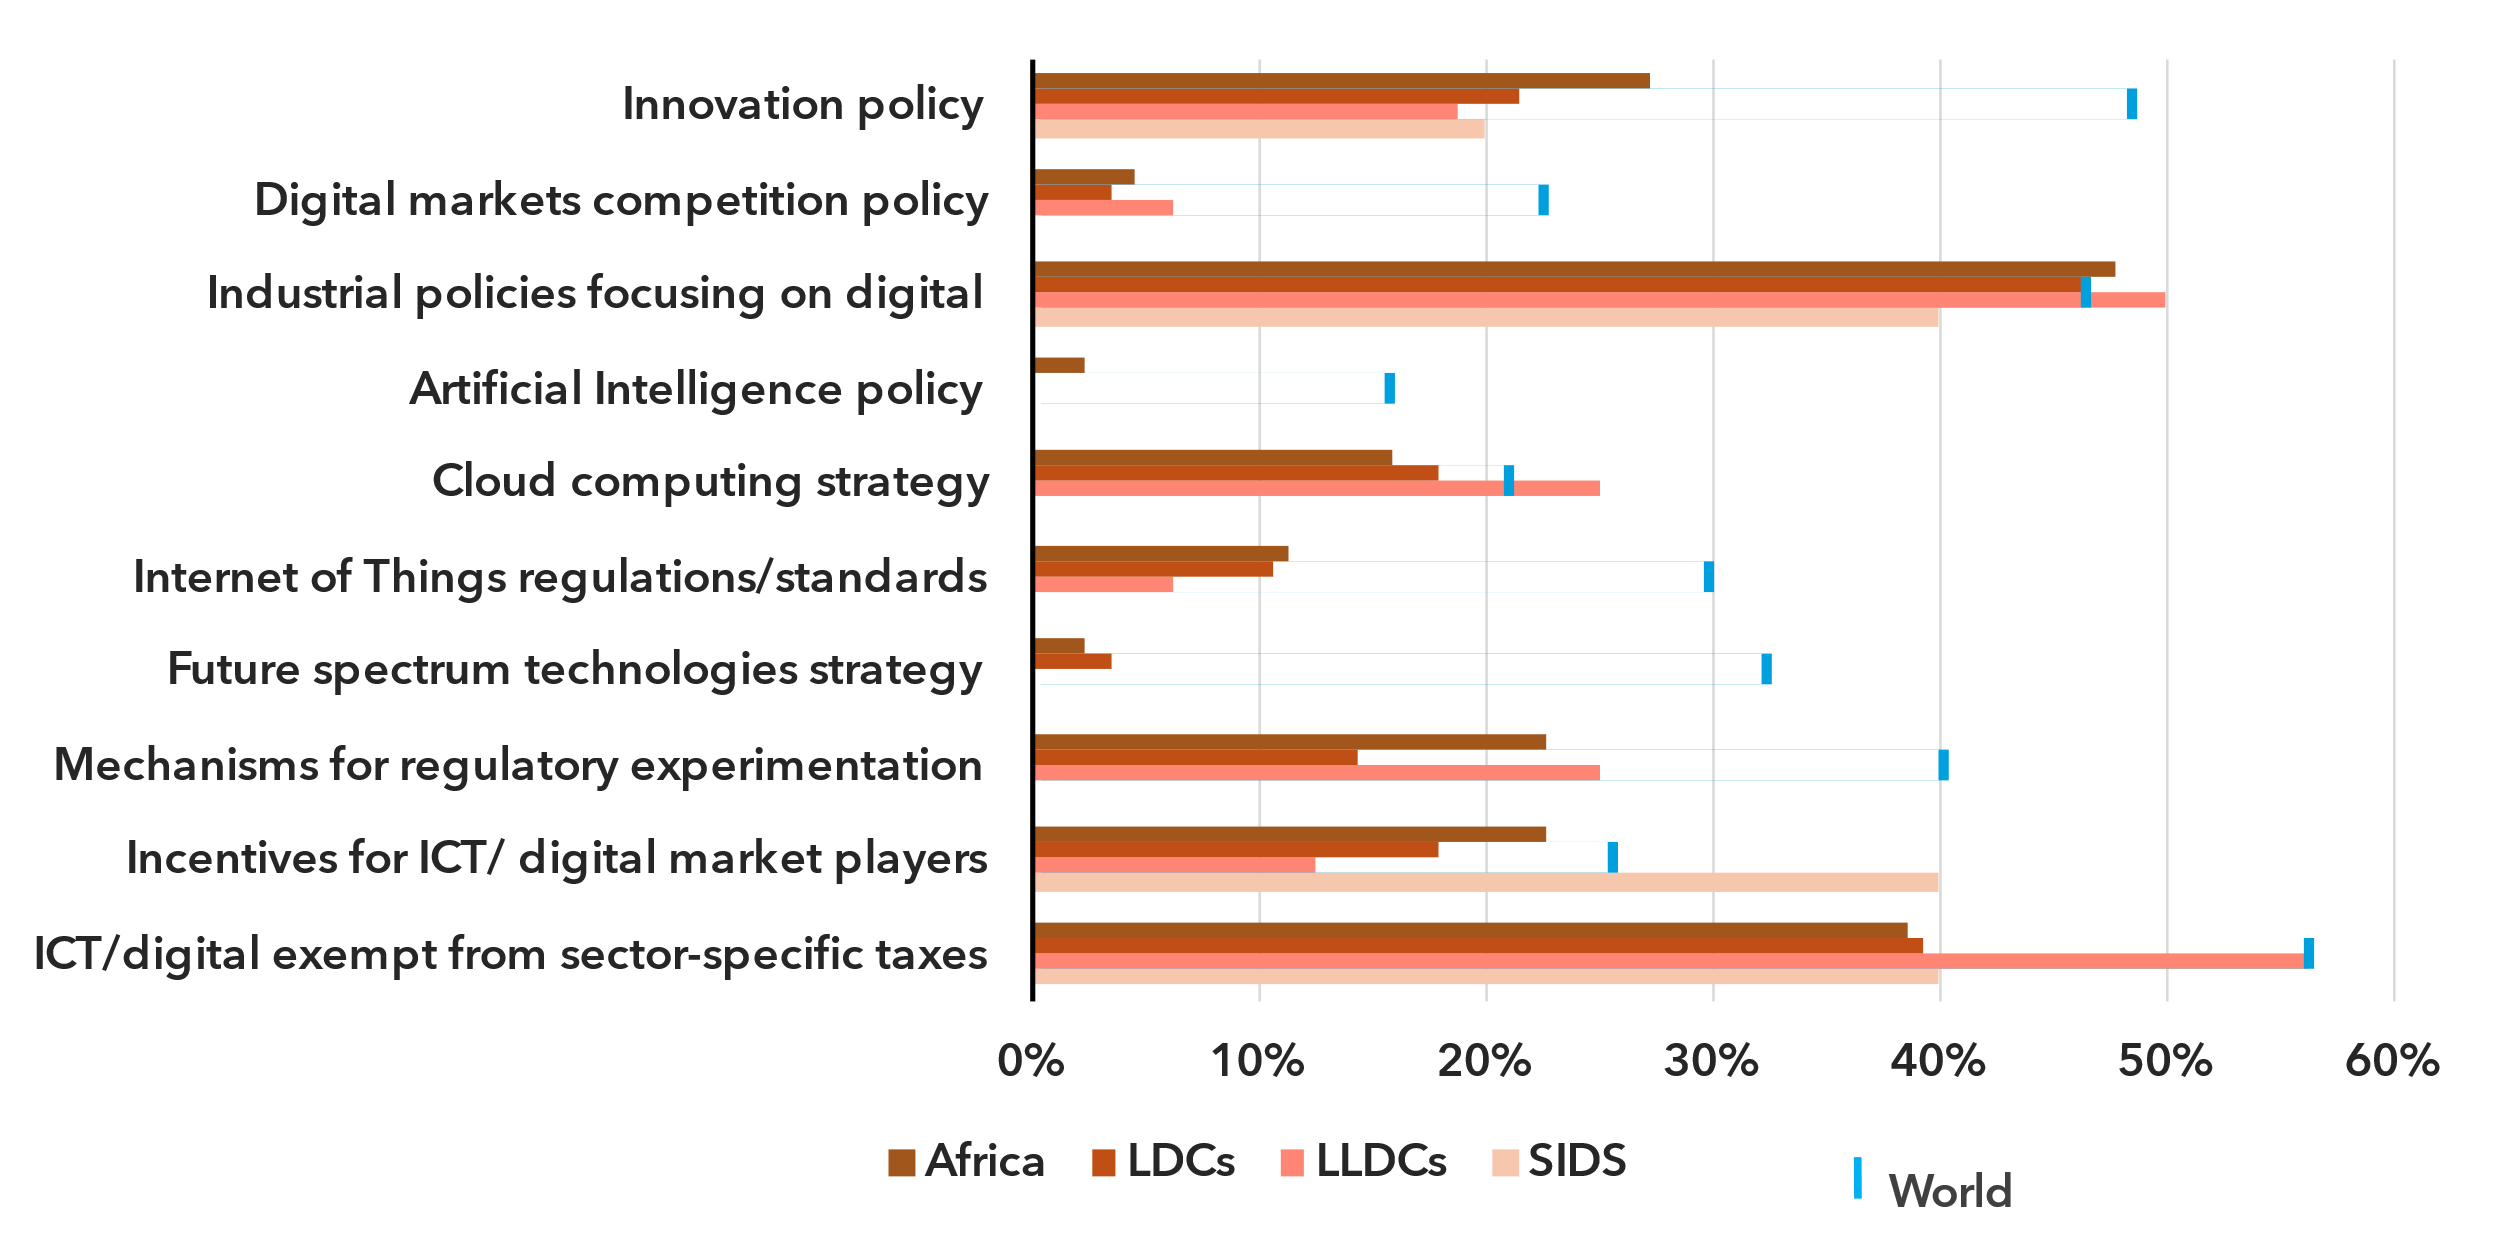 Innovation policy
Digital markets competition policy
Industrial policies focusing on digital
Artificial Intelligence policy
Cloud computing strategy
Internet of Things regulations/standards
Future spectrum technologies strategy
Mechanisms for regulatory experimentation
Incentives for ICT/ digital market players
ICT/digital exempt from sector-specific taxes
0% 10% 20% 30% 40% 50% 60%
Africa LDCs LLDCs SIDS World